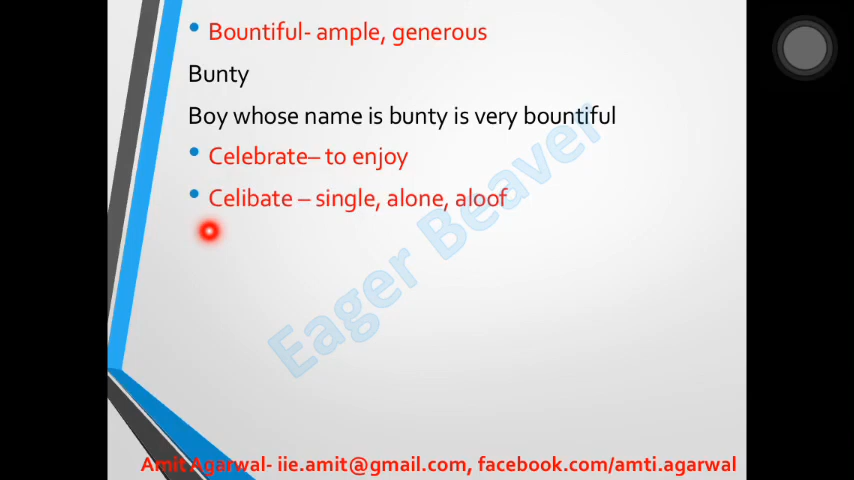 Bountiful- ample, generous
Bunty
Boy whose name is bunty is very bountiful
Celebrate– to enjoy
Celibate – single, alone, aloof
Eager Beaver
Amit Agarwal- iie.amit@gmail.com, facebook.com/amti.agarwal